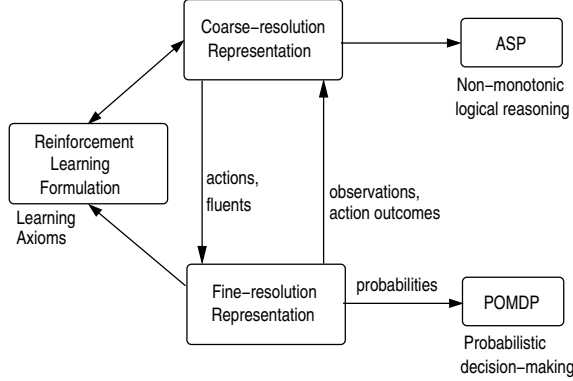 Coarse−resolution
Representation
ASP
Non−monotonic
logical reasoning
Reinforcement
Learning
Formulation
Learning
Axioms
actions,
fluents
observations,
action outcomes
Fine−resolution
Representation
probabilities
POMDP
Probabilistic
decision−making